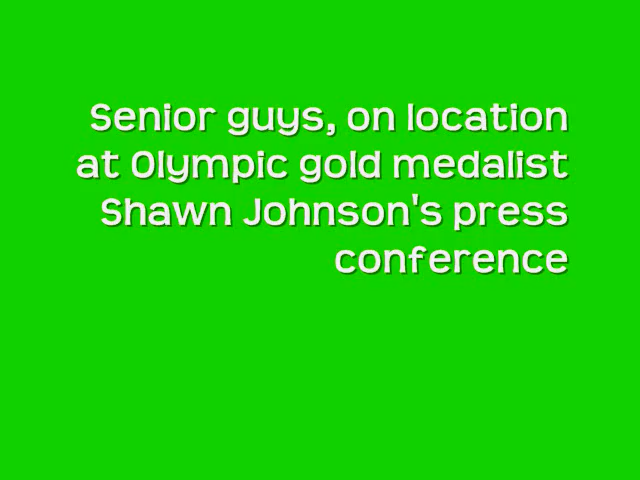 Senior guys, on location
at Olympic gold medalist
Shawn Johnson's press
conference